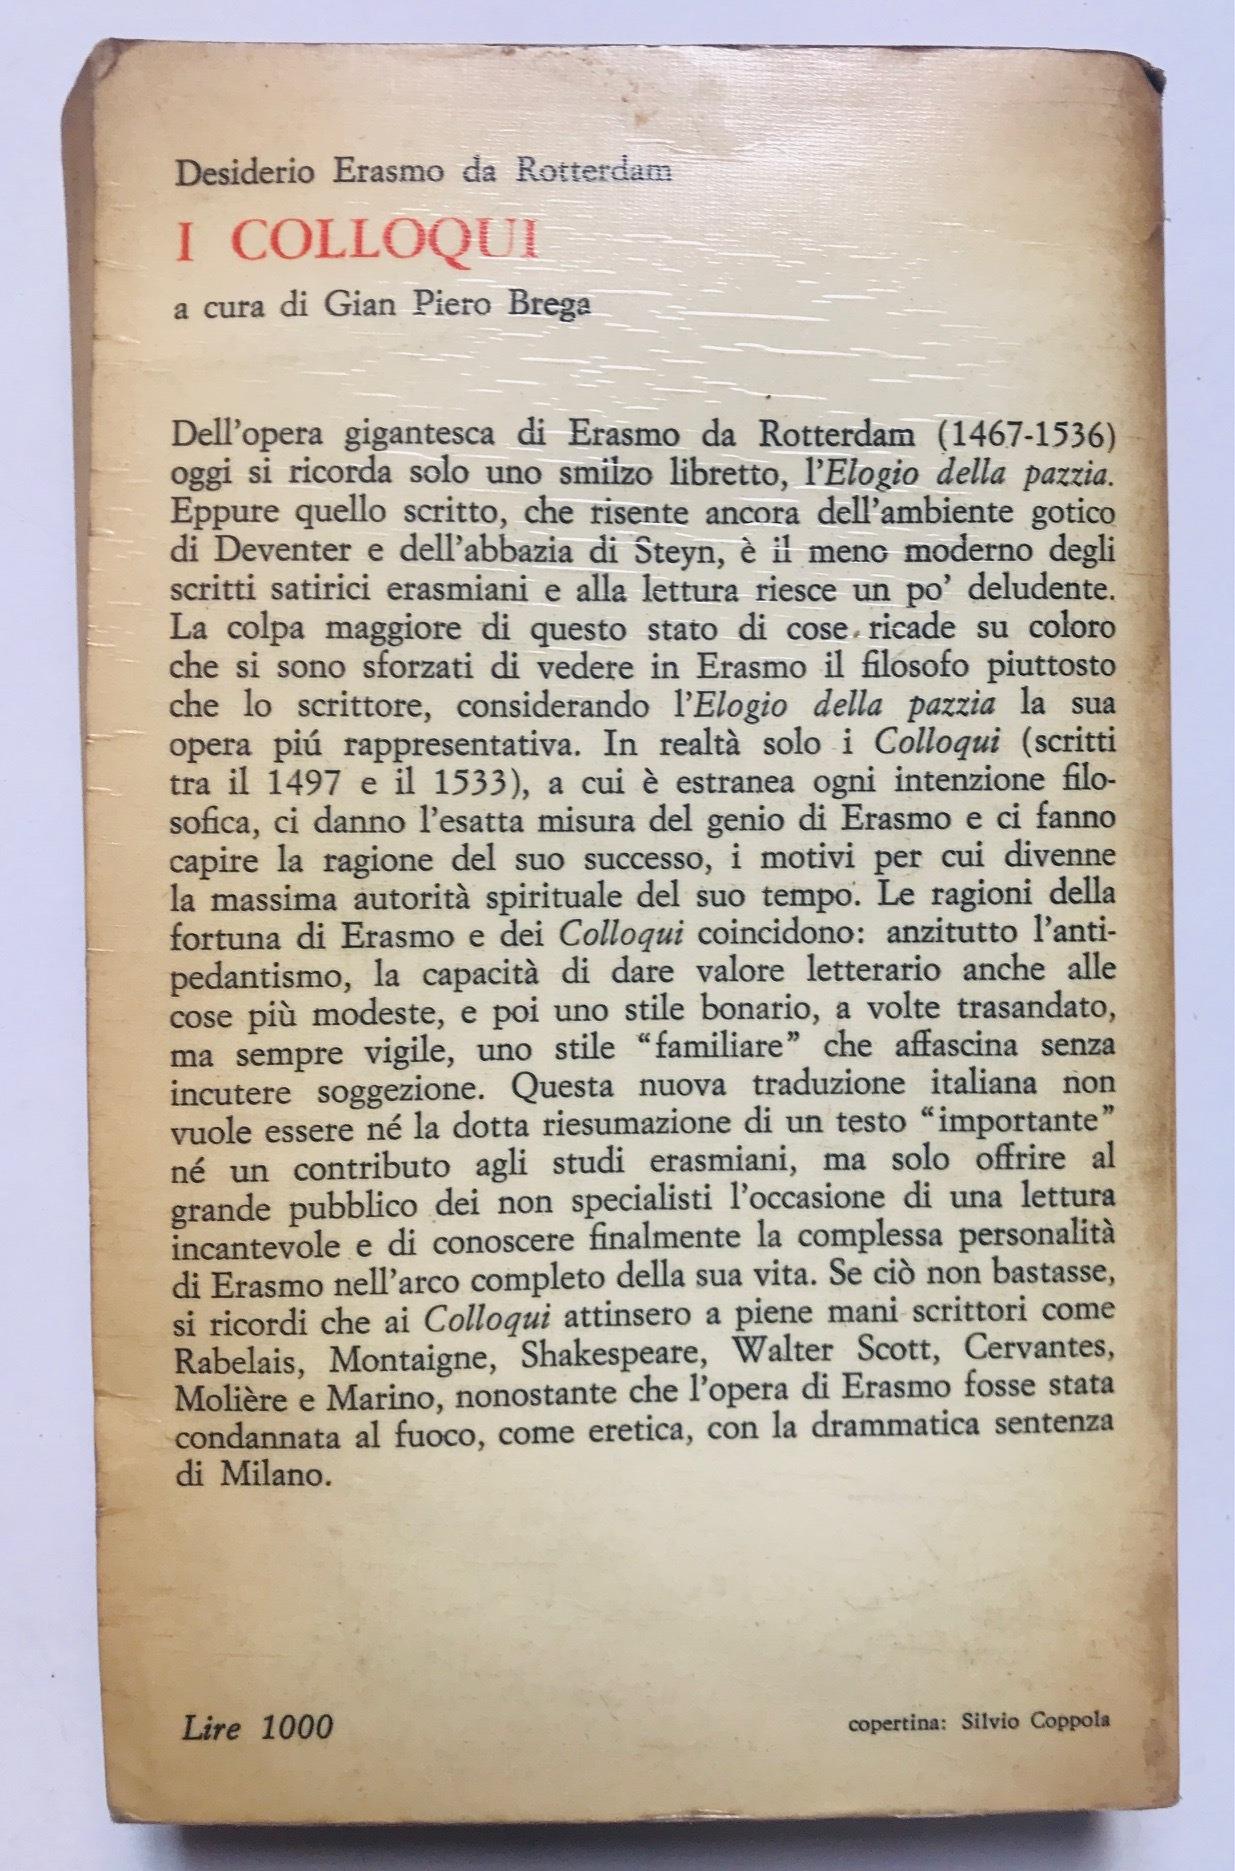 Desiderio Erasmo da Rotterdam
I COLLOQUI
a cura di Gian Piero Brega
Dell'opera gigantesca di Erasmo da Rotterdam (1467-1536)
oggi si ricorda solo uno smilzo libretto, l'Elogio della pazzia.
Eppure quello scritto, che risente ancora dell'ambiente gotico
di Deventer e dell'abbazia di Steyn, è il meno moderno degli
scritti satirici erasmiani e alla lettura riesce un po' deludente.
La colpa maggiore di questo stato di cose ricade su coloro
che si sono sforzati di vedere in Erasmo il filosofo piuttosto
che lo scrittore, considerando l'Elogio della pazzia la sua
opera piú rappresentativa. In realtà solo i Colloqui (scritti
tra il 1497 e il 1533), a cui è estranea ogni intenzione filo-
sofica, ci danno l'esatta misura del genio di Erasmo e ci fanno
capire la ragione del suo successo, i motivi per cui divenne
la massima autorità spirituale del suo tempo. Le ragioni della
fortuna di Erasmo e dei Colloqui coincidono: anzitutto l'anti-
pedantismo, la capacità di dare valore letterario anche alle
cose più modeste, e poi uno stile bonario, a volte trasandato,
ma sempre vigile, uno stile “familiare” che affascina senza
incutere soggezione. Questa nuova traduzione italiana non
vuole essere né la dotta riesumazione di un testo “importante”
né un contributo agli studi erasmiani, ma solo offrire al
grande pubblico dei non specialisti l'occasione di una lettura
incantevole e di conoscere finalmente la complessa personalità
di Erasmo nell'arco completo della sua vita. Se ciò non bastasse,
si ricordi che ai Colloqui attinsero a piene mani scrittori come
Rabelais, Montaigne, Shakespeare, Walter Scott, Cervantes,
Molière e Marino, nonostante che l'opera di Erasmo fosse stata
condannata al fuoco, come eretica, con la drammatica sentenza
di Milano.
Lire 1000
copertina: Silvio Coppola